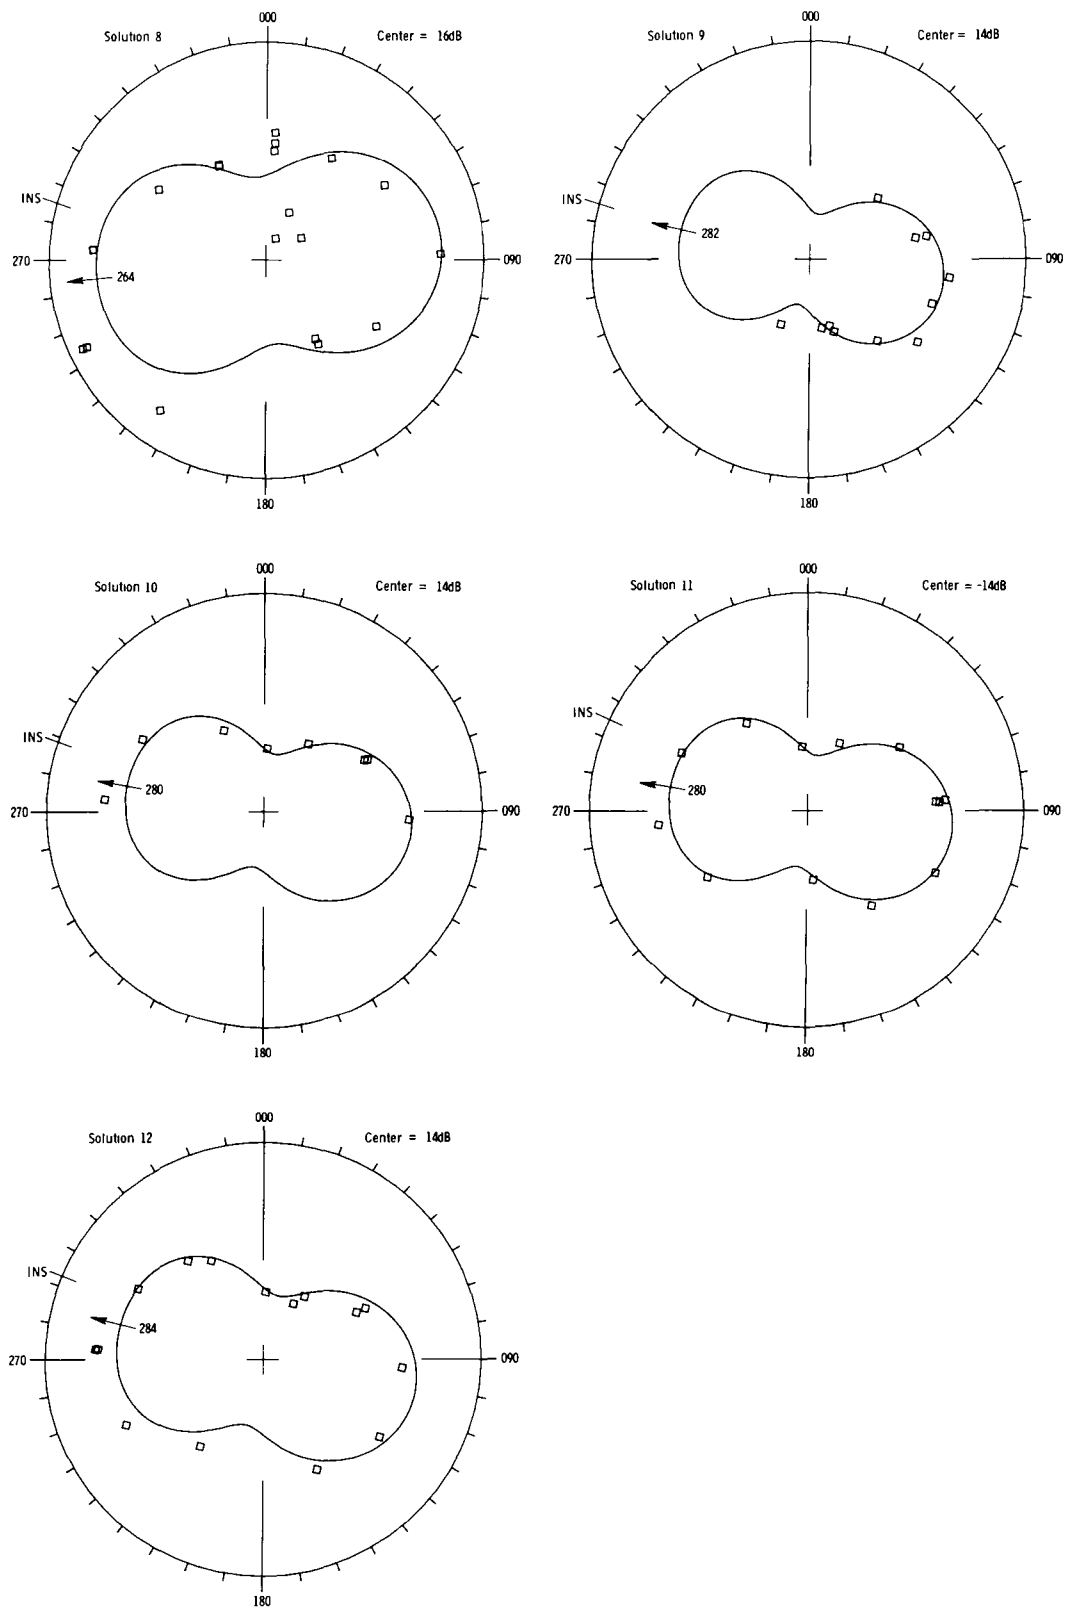 000
Solution 8
Center = 16dB
INS
270
264
180
000
Solution 9
Center = 14dB
INS
282
270
090
180
000
Solution 10
Center = 14dB
INS
280
270
090
180
000
Solution 11
Center = -14dB
INS
280
270
090
180
000
Solution 12
Center = 14dB
INS
284
270
090
180